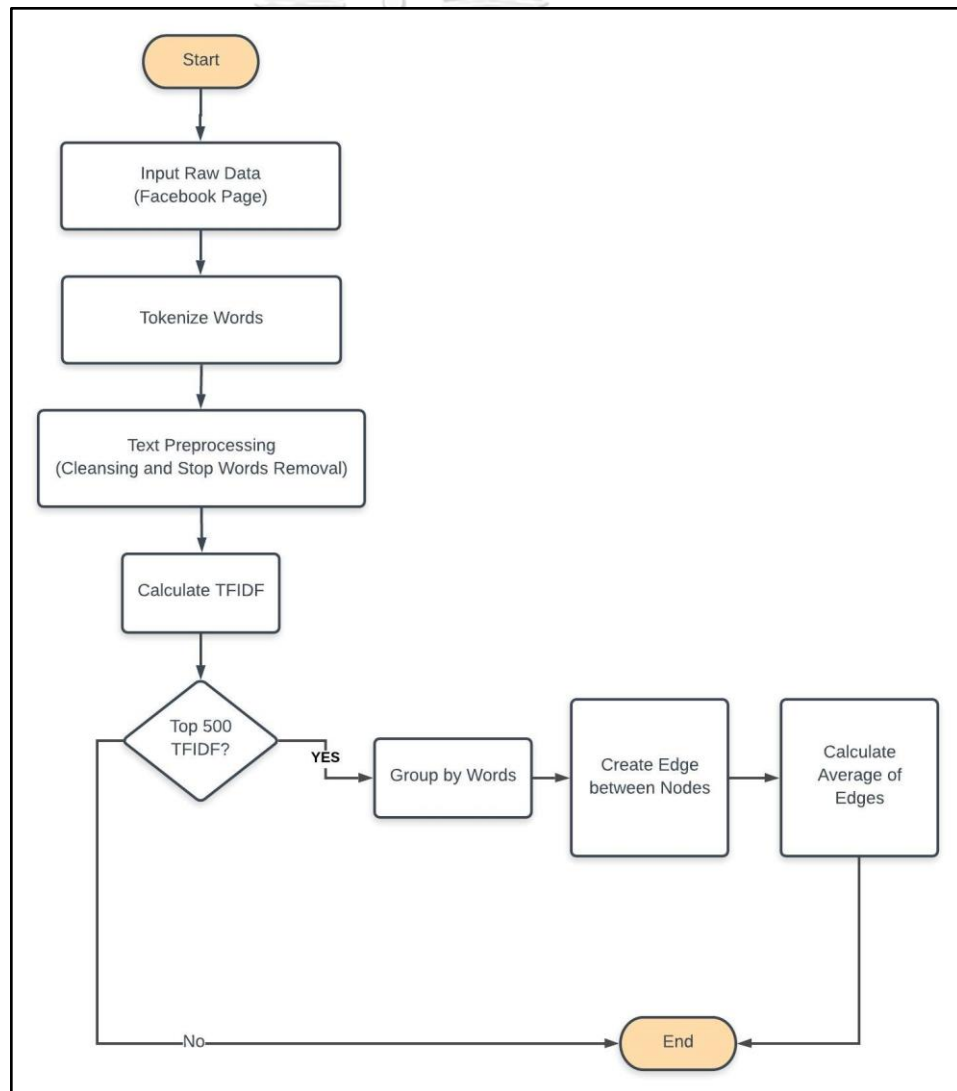 Start
Input Raw Data
(Facebook Page)
Tokenize Words
Text Preprocessing
(Cleansing and Stop Words Removal)
Calculate TFIDF
Top 500
TFIDF?
YES
Group by Words
Create Edge
between Nodes
Calculate
Average of
Edges
No
End